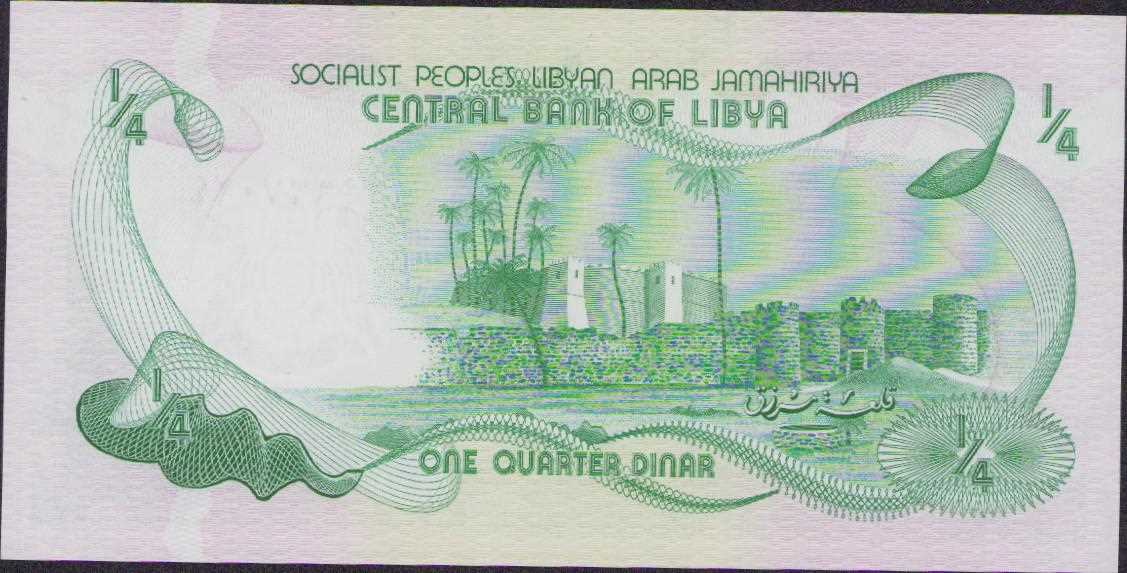 1/4
SOCIALIST PEOPLE'S LIBYAN ARAB JAMAHIRIYA
1/4
CENTRAL BANK OF LIBYA
قلعة مرزق
1/4
ONE QUARTER DINAR
1/4